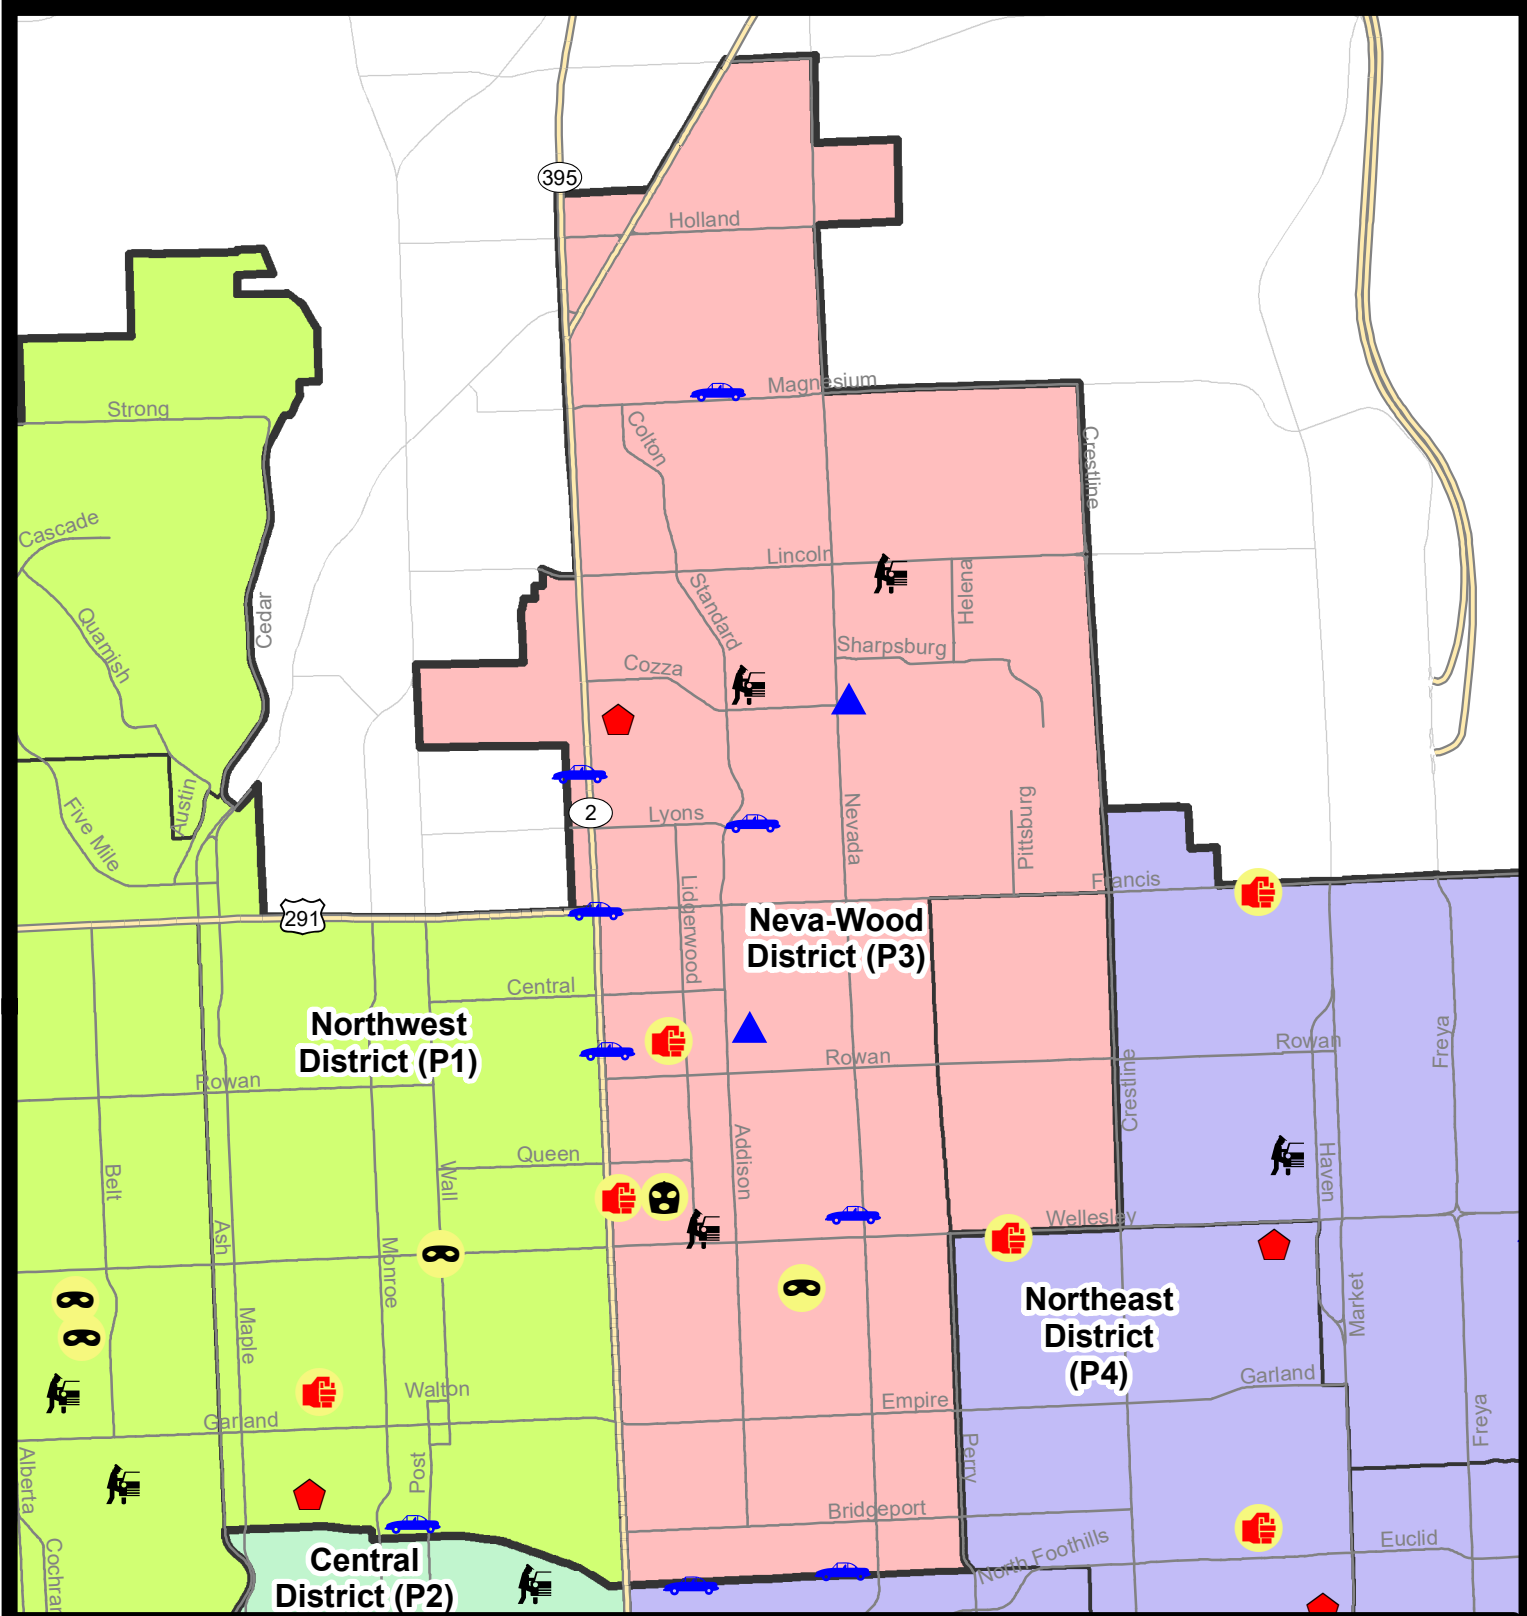 395
Holland
Magnesium
Strong
Colton
Crestline
Cascade
Lincoln
Helena
Standard
Cedar
Quamish
Sharpsburg
Cozza
Austin
Five Mile
2
Lyons
Nevada
Pittsburg
Francis
Lidgerwood
291
Neva-Wood
District (P3)
Central
Northwest
District (P1)
Rowan
Rowan
Rowan
Freya
Crestline
Addison
Queen
Belt
Wall
Haven
Ash
Monroe
Wellesley
Maple
Northeast
District
(P4)
Market
Walton
Garland
Empire
Garland
Freya
Alberta
Post
Perry
Bridgeport
North Foothills
Euclid
Cochran
Central
District (P2)